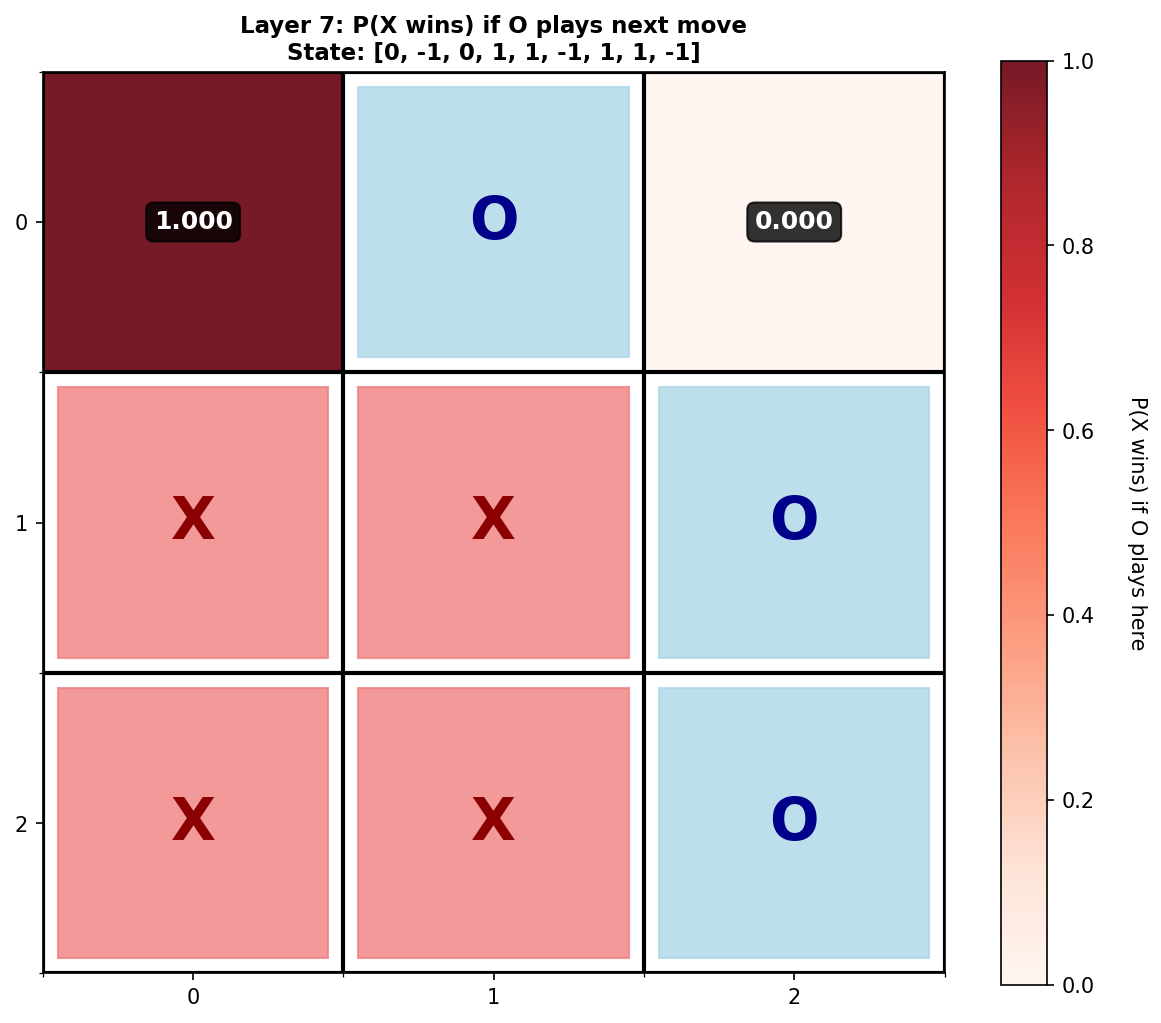 Layer 7: P(X wins) if O plays next move
State: [0, -1, 0, 1, 1, -1, 1, 1, -1]
1.000
O
0.000
X
X
O
X
X
O
0
1
2
0
1
2
1.0
0.8
0.6
0.4
0.2
0.0
P(X wins) if O plays here